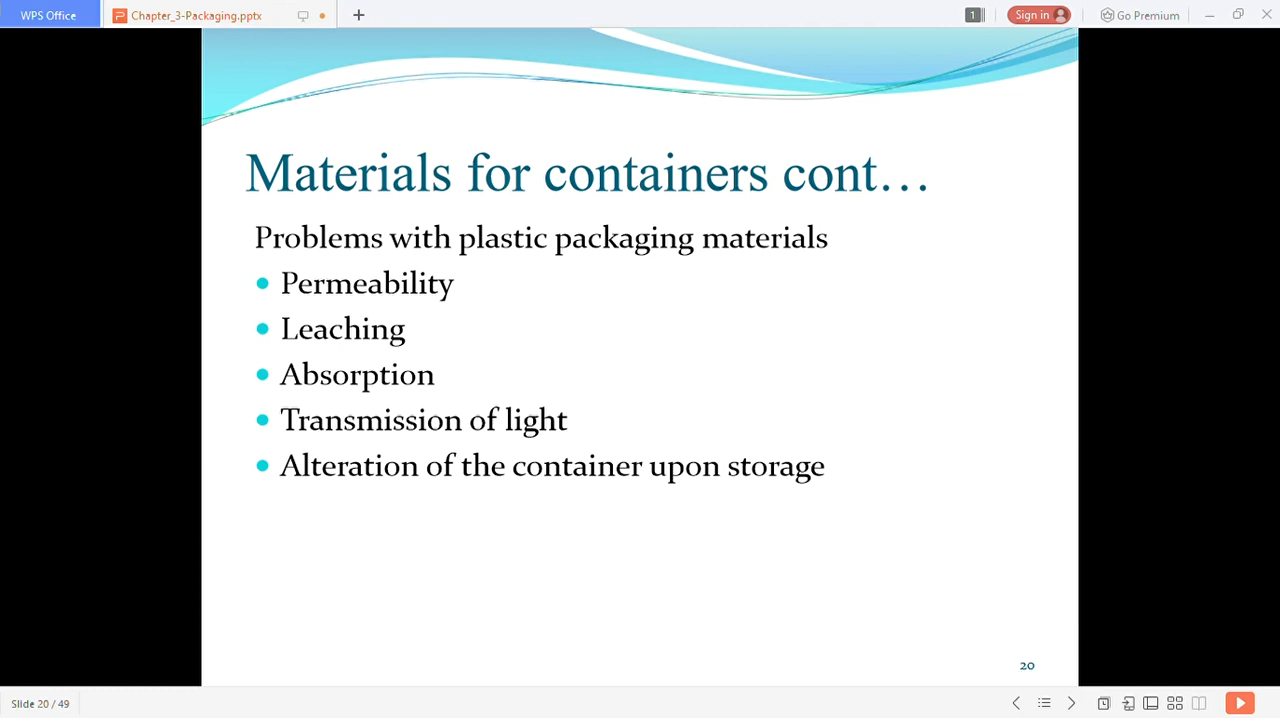 WPS Office
Chapter_3-Packaging.pptx
1
Sign in
Go Premium
Materials for containers cont…
Problems with plastic packaging materials
Permeability
Leaching
Absorption
Transmission of light
Alteration of the container upon storage
20
Slide 20 / 49